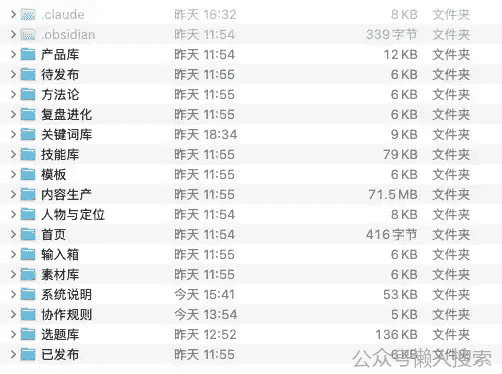 .claude 昨天 16:32 8 KB 文件夹
.obsidian 昨天 11:54 339 字节 文件夹
产品库 昨天 11:54 12 KB 文件夹
待发布 昨天 11:55 6 KB 文件夹
方法论 昨天 11:55 6 KB 文件夹
复盘进化 昨天 11:55 6 KB 文件夹
关键词库 昨天 18:34 9 KB 文件夹
技能库 昨天 11:55 79 KB 文件夹
模板 昨天 11:55 6 KB 文件夹
内容生产 昨天 11:55 71.5 MB 文件夹
人物与定位 昨天 11:54 8 KB 文件夹
首页 昨天 11:54 416 字节 文件夹
输入箱 昨天 11:55 6 KB 文件夹
素材库 昨天 11:55 6 KB 文件夹
系统说明 今天 15:41 53 KB 文件夹
协作规则 今天 13:54 5 KB 文件夹
选题库 昨天 12:52 136 KB 文件夹
已发布 昨天 11:55 6 KB 文件夹
公众号懒人搜索